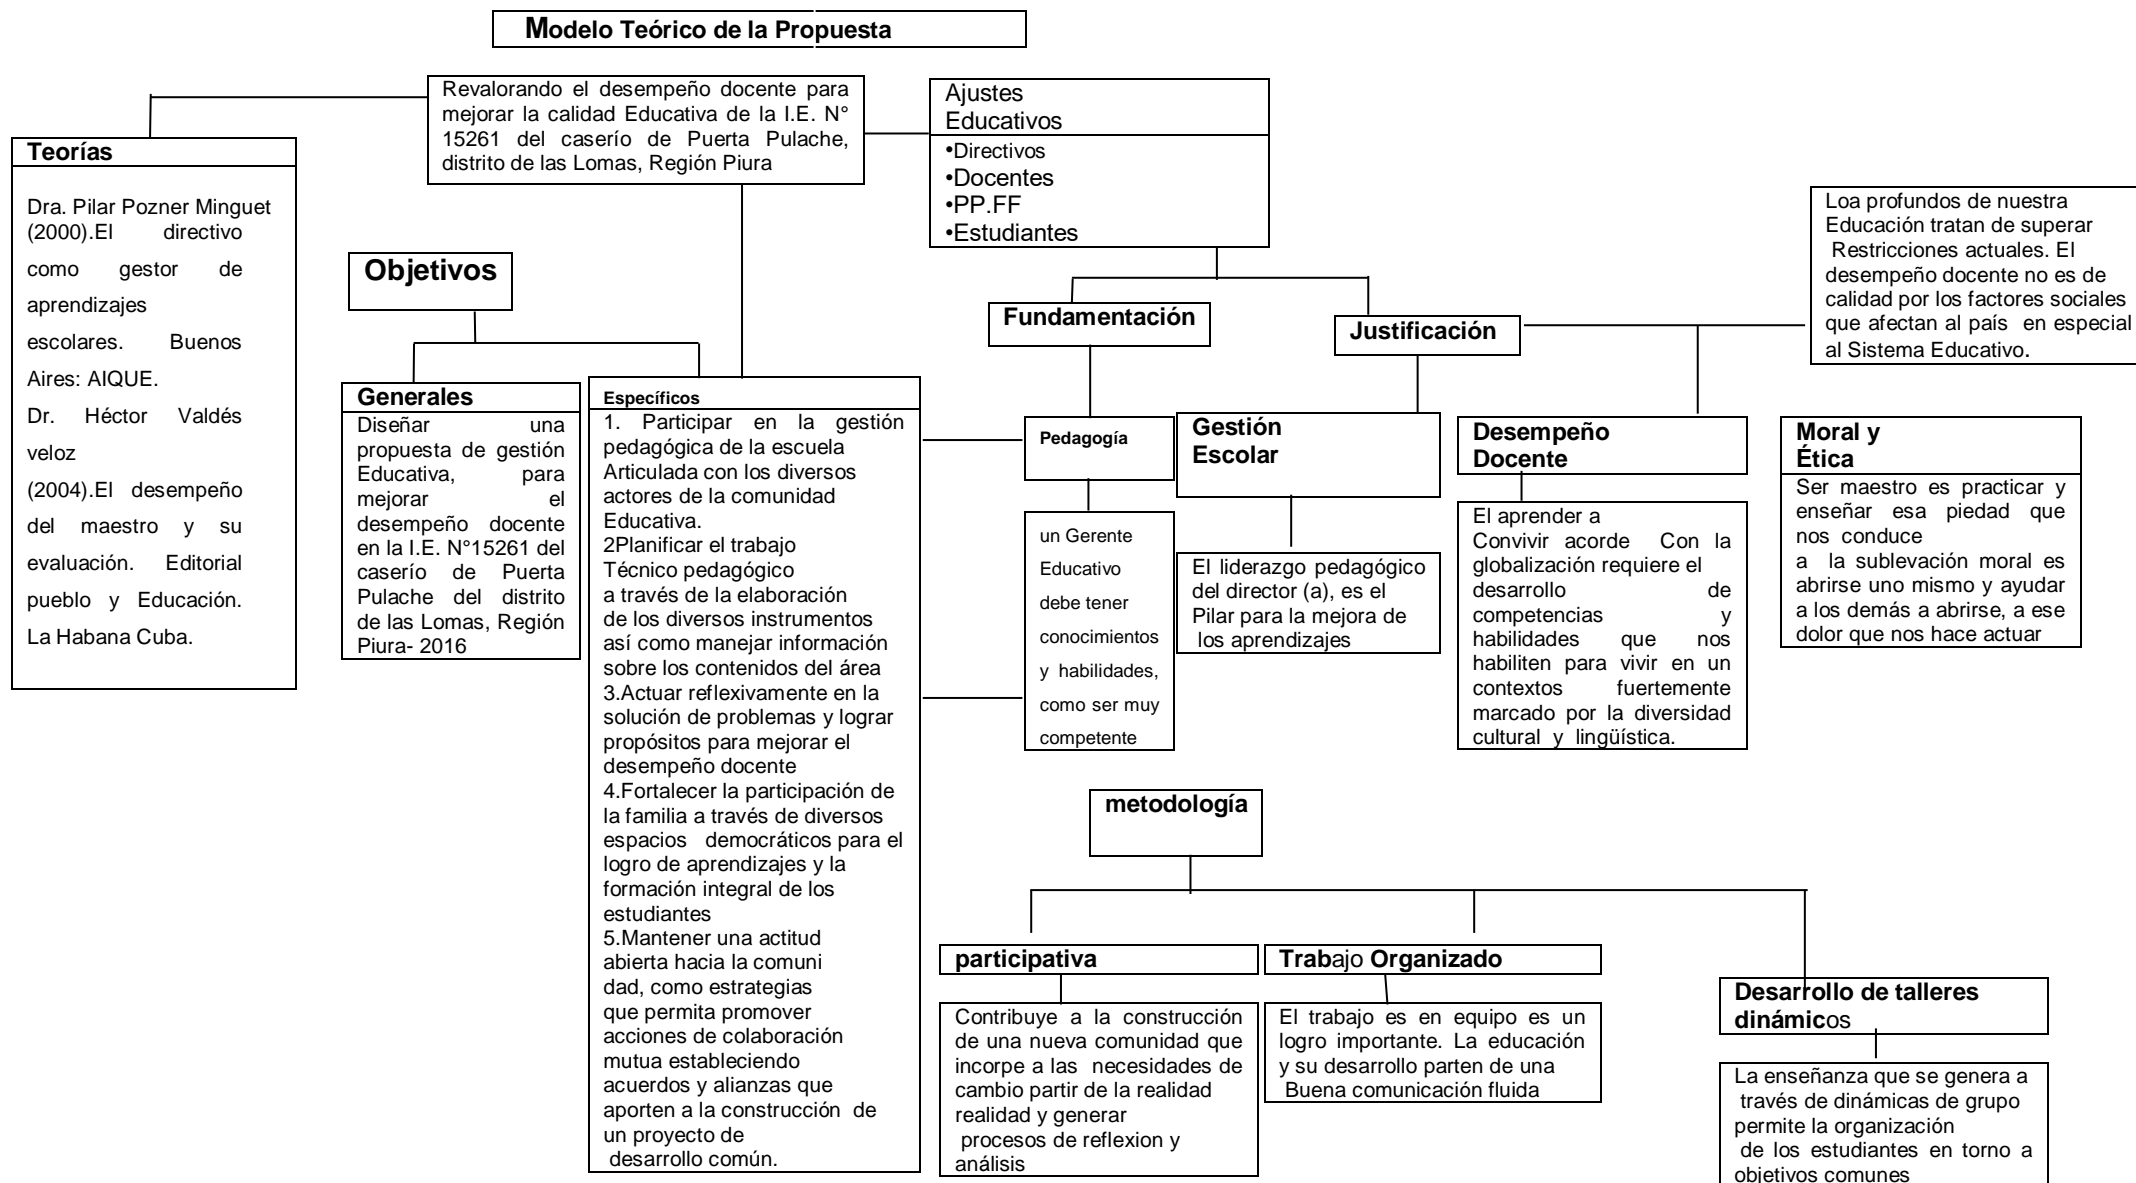 Modelo Teórico de la Propuesta
Revalorando el desempeño docente para
mejorar la calidad Educativa de la I.E. N°
15261 del caserío de Puerta Pulache,
distrito de las Lomas, Región Piura
Ajustes
Educativos
•Directivos
•Docentes
•PP.FF
•Estudiantes
Teorías
Dra. Pilar Pozner Minguet
(2000).El directivo
como gestor de
aprendizajes
escolares. Buenos
Aires: AIQUE.
Dr. Héctor Valdés
veloz
(2004).El desempeño
del maestro y su
evaluación. Editorial
pueblo y Educación.
La Habana Cuba.
Loa profundos de nuestra
Educación tratan de superar
Restricciones actuales. El
desempeño docente no es de
calidad por los factores sociales
que afectan al país en especial
al Sistema Educativo.
Objetivos
Fundamentación
Justificación
Generales
Diseñar una
propuesta de gestión
Educativa, para
mejorar el
desempeño docente
en la I.E. N°15261 del
caserío de Puerta
Pulache del distrito
de las Lomas, Región
Piura- 2016
Específicos
1. Participar en la gestión
pedagógica de la escuela
Articulada con los diversos
actores de la comunidad
Educativa.
2Planificar el trabajo
Técnico pedagógico
a través de la elaboración
de los diversos instrumentos
así como manejar información
sobre los contenidos del área
3.Actuar reflexivamente en la
solución de problemas y lograr
propósitos para mejorar el
desempeño docente
4.Fortalecer la participación de
la familia a través de diversos
espacios democráticos para el
logro de aprendizajes y la
formación integral de los
estudiantes
5.Mantener una actitud
abierta hacia la comuni
dad, como estrategias
que permita promover
acciones de colaboración
mutua estableciendo
acuerdos y alianzas que
aporten a la construcción de
un proyecto de
desarrollo común.
Pedagogía
un Gerente
Educativo
debe tener
conocimientos
y habilidades,
como ser muy
competente
Gestión
Escolar
El liderazgo pedagógico
del director (a), es el
Pilar para la mejora de
los aprendizajes
Desempeño
Docente
El aprender a
Convivir acorde Con la
globalización requiere el
desarrollo de
competencias y
habilidades que nos
habiliten para vivir en un
contextos fuertemente
marcado por la diversidad
cultural y lingüística.
Moral y
Ética
Ser maestro es practicar y
enseñar esa piedad que
nos conduce
a la sublevación moral es
abrirse uno mismo y ayudar
a los demás a abrirse, a ese
dolor que nos hace actuar
metodología
participativa
Contribuye a la construcción
de una nueva comunidad que
incorpe a las necesidades de
cambio partir de la realidad
realidad y generar
procesos de reflexion y
análisis
Trabajo Organizado
El trabajo es en equipo es un
logro importante. La educación
y su desarrollo parten de una
Buena comunicación fluida
Desarrollo de talleres
dinámicos
La enseñanza que se genera a
través de dinámicas de grupo
permite la organización
de los estudiantes en torno a
objetivos comunes